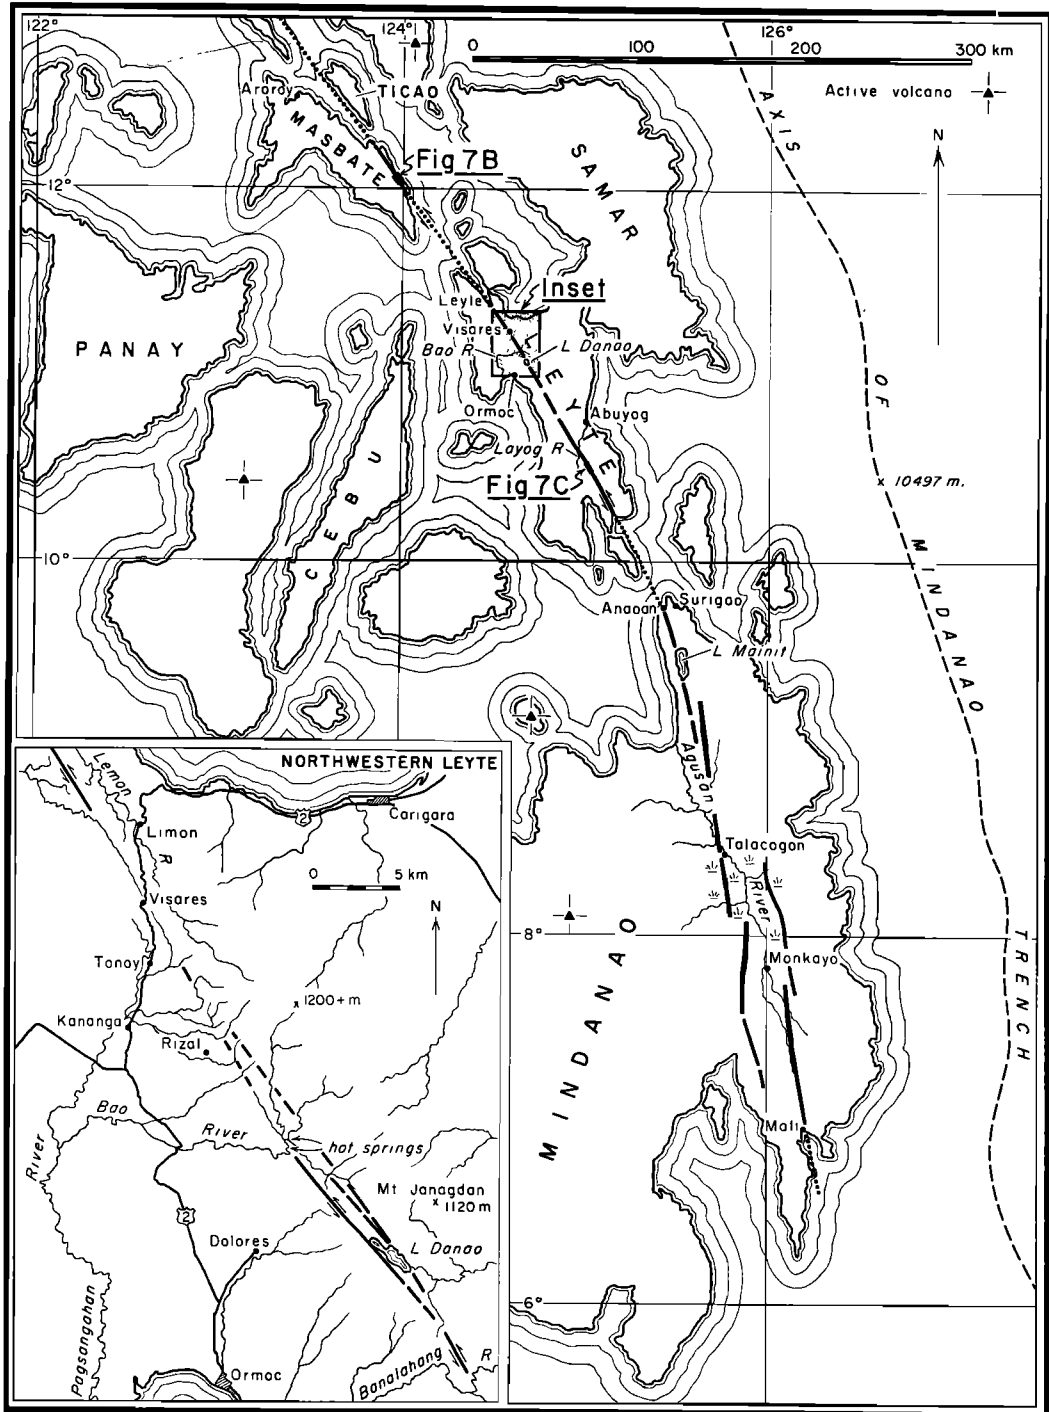 122°
124°
126°
0 100 200 300 km
Active volcano
N
AXIS OF MINDANAO TRENCH
Aroroy
TICAO
MASBATE
Fig 7B
SAMAR
12°
Leyle
Inset
Visares
PANAY
Bao R
L Danao
LEYTE
Ormoc
Abuyog
Layog R
CEBU
Fig 7C
x 10497 m.
10°
Anaoan
Surigao
L Mainit
Agusan River
Talacogon
8°
Monkayo
MINDANAO
Mati
6°
NORTHWESTERN LEYTE
Lemon R
2
Carigara
Limon
0 5 km
Visares
N
Tonoy
x 1200+m
Kananga
Rizal
Bao River
hot springs
River
Mt Janagdan
x 1120 m
2
Dolores
L Danao
Pagsangahan
Ormoc
Banalahang R